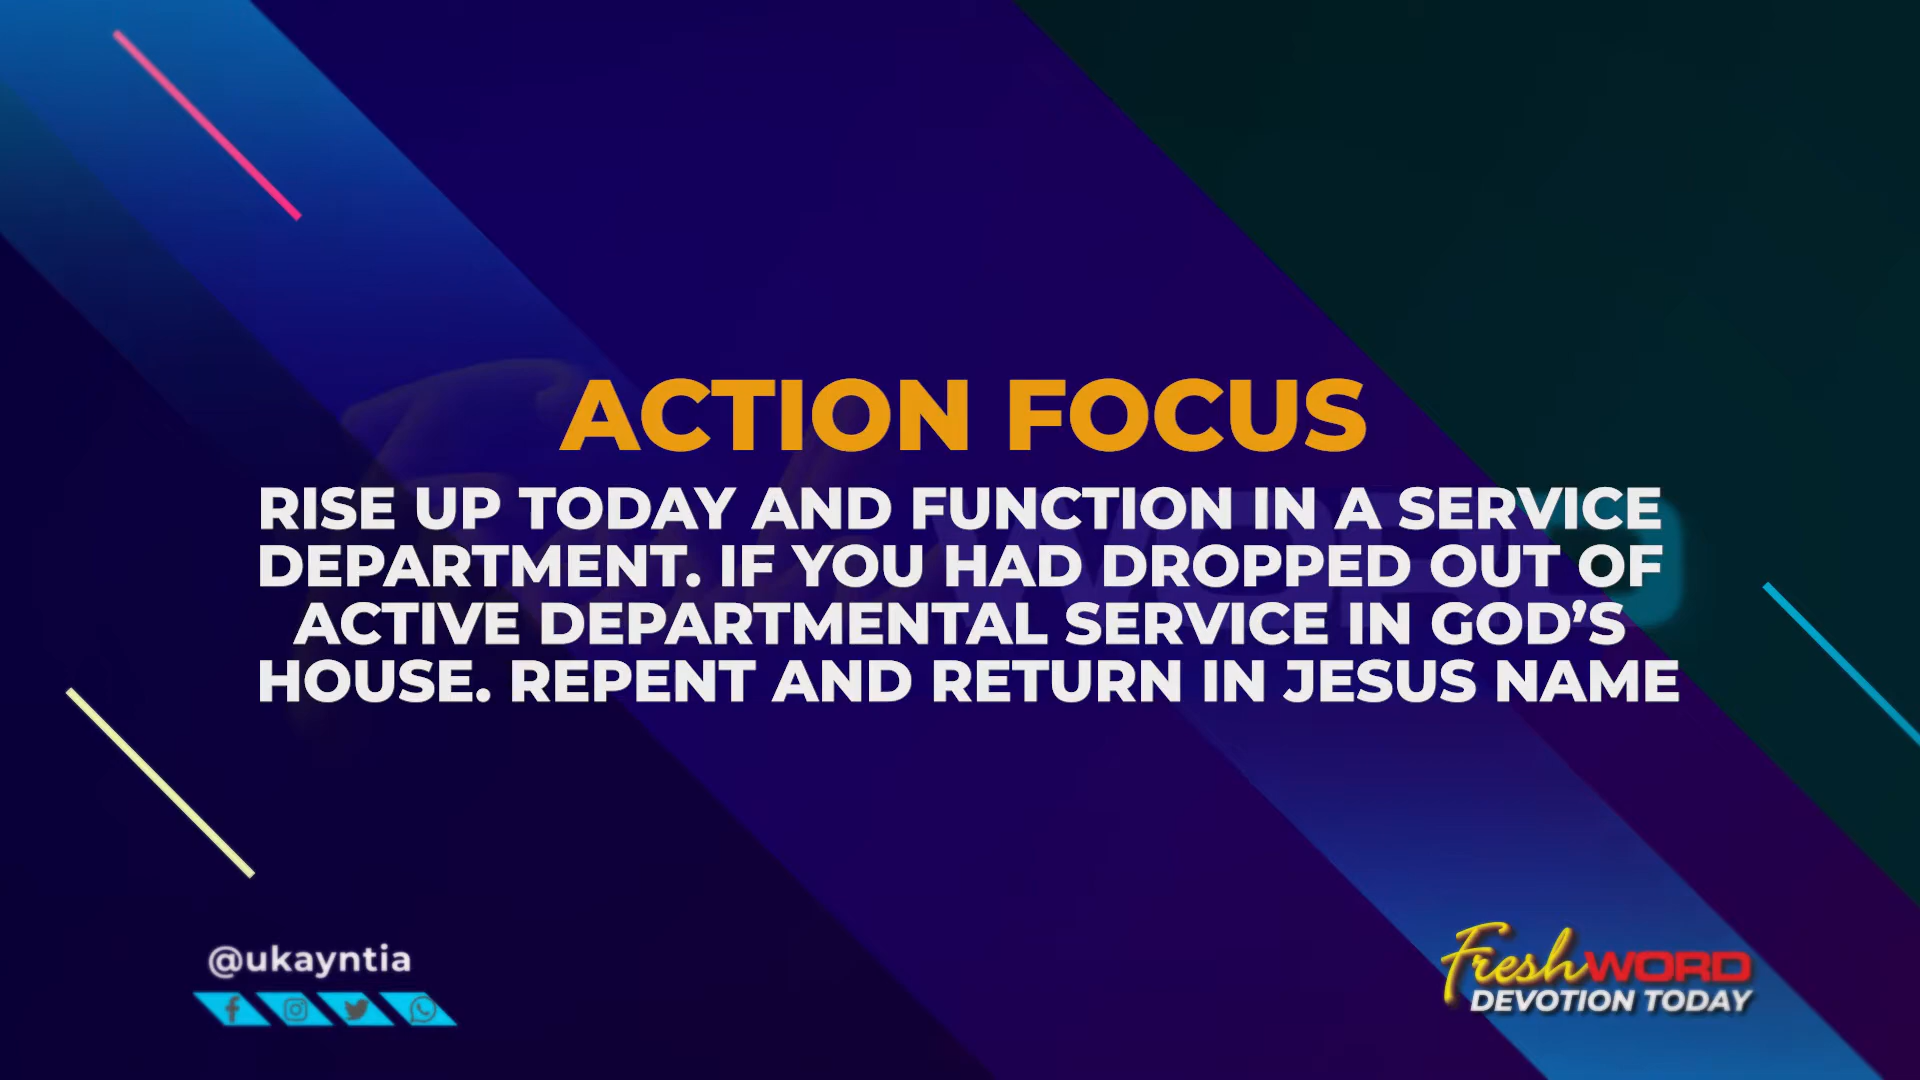 ACTION FOCUS
RISE UP TODAY AND FUNCTION IN A SERVICE
DEPARTMENT. IF YOU HAD DROPPED OUT OF
ACTIVE DEPARTMENTAL SERVICE IN GOD’S
HOUSE. REPENT AND RETURN IN JESUS NAME
@ukayntia
FreshWORD
DEVOTION TODAY